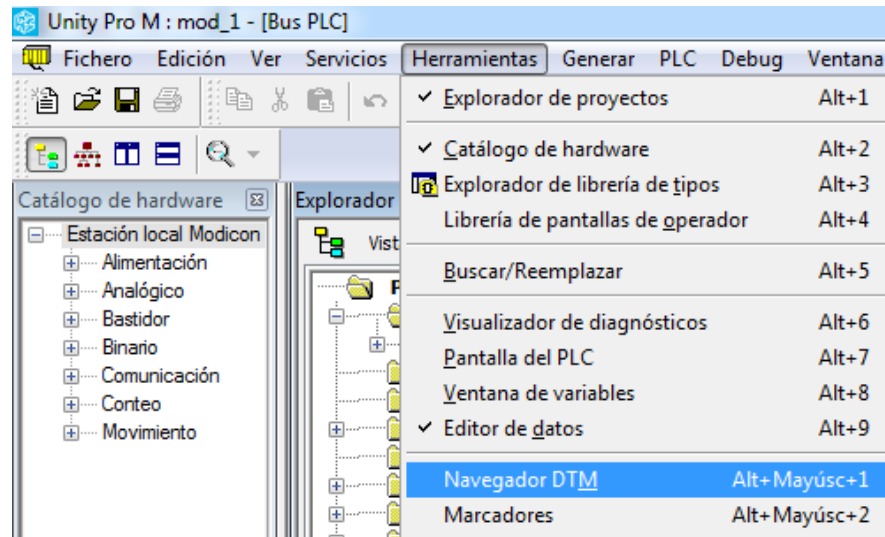 Unity Pro M : mod_1 - [Bus PLC]
Fichero Edición Ver Servicios Herramientas Generar PLC Debug Ventana
Explorador de proyectos Alt+1
Catálogo de hardware Alt+2
Explorador de librería de tipos Alt+3
Librería de pantallas de operador Alt+4
Buscar/Reemplazar Alt+5
Visualizador de diagnósticos Alt+6
Pantalla del PLC Alt+7
Ventana de variables Alt+8
Editor de datos Alt+9
Navegador DTM Alt+Mayúsc+1
Marcadores Alt+Mayúsc+2
Catálogo de hardware
Estación local Modicon
Alimentación
Analógico
Bastidor
Binario
Comunicación
Conteo
Movimiento
Explorador